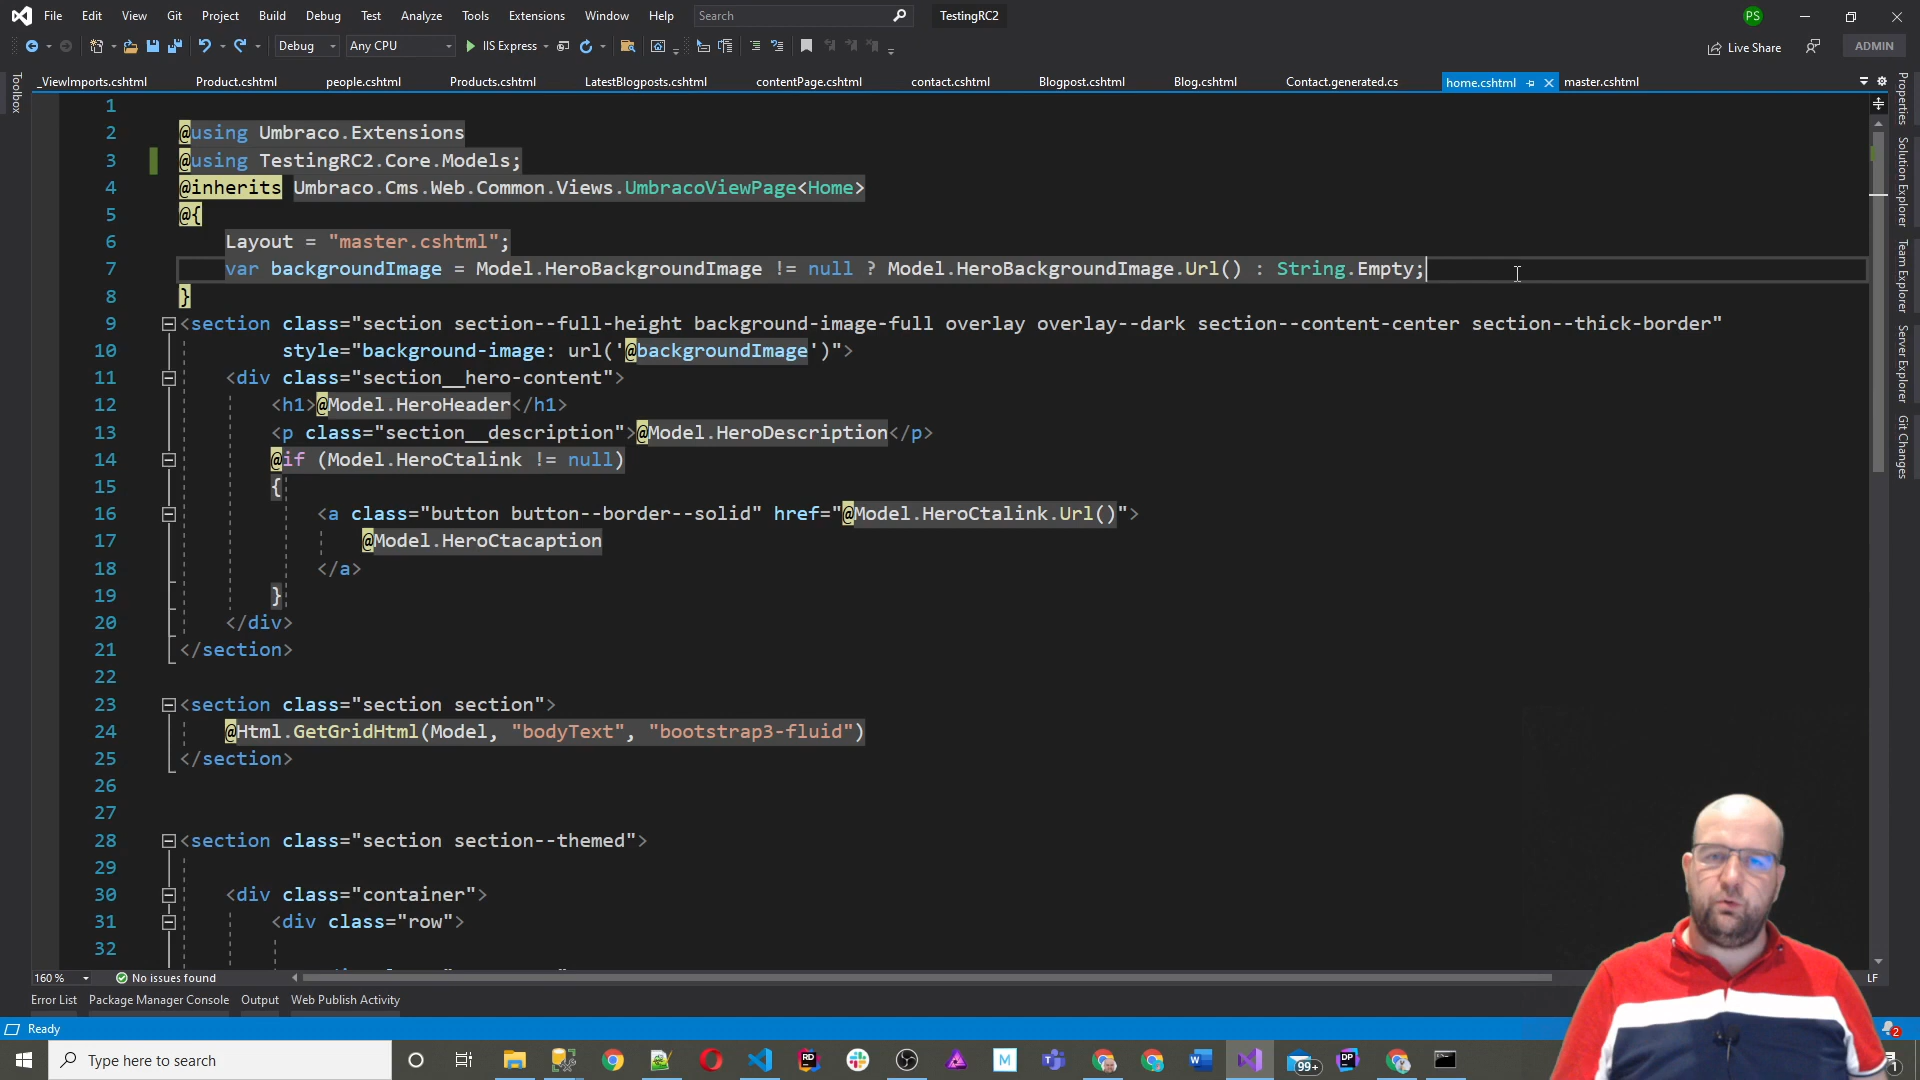 File Edit View Git Project Build Debug Test Analyze Tools Extensions Window Help Search TestingRC2 PS
Debug Any CPU IIS Express Live Share ADMIN
_ViewImports.cshtml Product.cshtml people.cshtml Products.cshtml LatestBlogposts.cshtml contentPage.cshtml contact.cshtml Blogpost.cshtml Blog.cshtml Contact.generated.cs home.cshtml master.cshtml
Toolbox
Properties
Solution Explorer
Team Explorer
Server Explorer
Git Changes
1
2 @using Umbraco.Extensions
3 @using TestingRC2.Core.Models;
4 @inherits Umbraco.Cms.Web.Common.Views.UmbracoViewPage<Home>
5 @{
6 Layout = "master.cshtml";
7 var backgroundImage = Model.HeroBackgroundImage != null ? Model.HeroBackgroundImage.Url() : String.Empty;
8 }
9 <section class="section section--full-height background-image-full overlay overlay--dark section--content-center section--thick-border"
10 style="background-image: url('@backgroundImage')">
11 <div class="section__hero-content">
12 <h1>@Model.HeroHeader</h1>
13 <p class="section__description">@Model.HeroDescription</p>
14 @if (Model.HeroCtalink != null)
15 {
16 <a class="button button--border--solid" href="@Model.HeroCtalink.Url()">
17 @Model.HeroCtacaption
18 </a>
19 }
20 </div>
21 </section>
22
23 <section class="section section">
24 @Html.GetGridHtml(Model, "bodyText", "bootstrap3-fluid")
25 </section>
26
27
28 <section class="section section--themed">
29
30 <div class="container">
31 <div class="row">
32
160 % No issues found LF
Error List Package Manager Console Output Web Publish Activity
Ready 2
Type here to search RD M DP 99+ 1